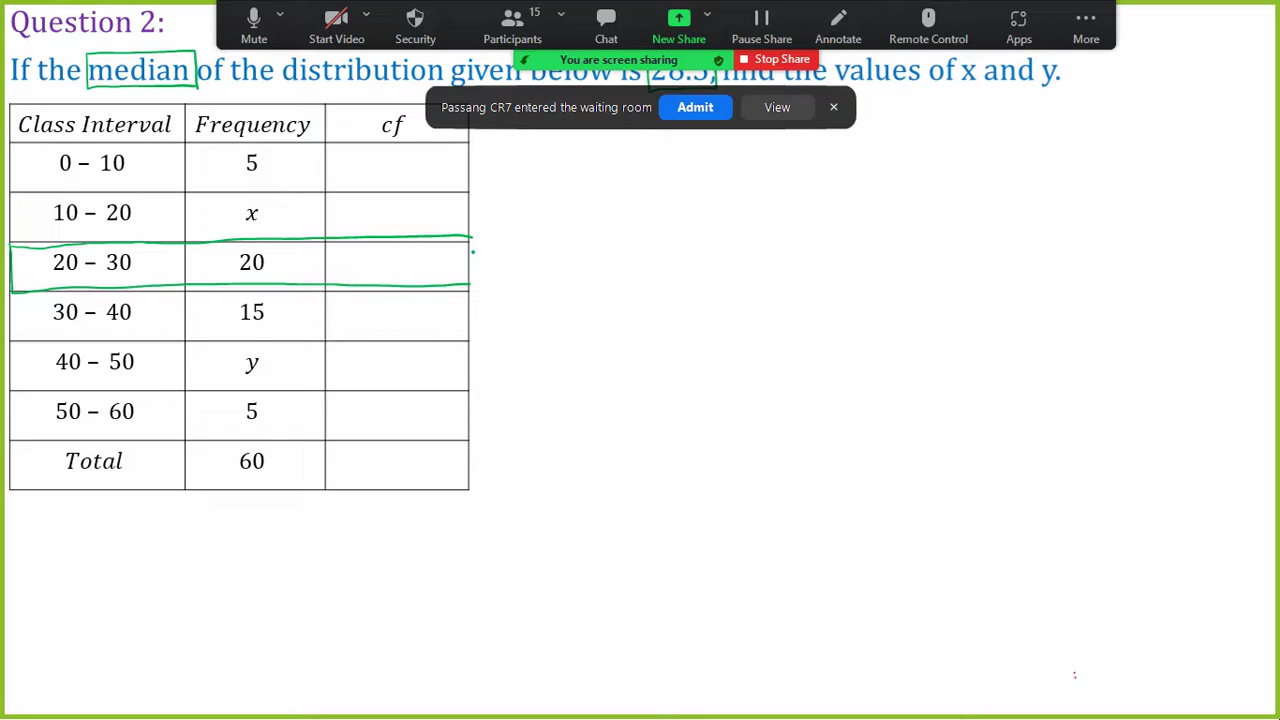 Question 2:
Mute
Start Video
Security
15
Participants
Chat
New Share
Pause Share
Annotate
Remote Control
Apps
More
You are screen sharing
Stop Share
If the median of the distribution given below is 28.5, find the values of x and y.
Passang CR7 entered the waiting room
Admit
View
Class Interval Frequency cf
0 – 10 5
10 – 20 x
20 – 30 20
30 – 40 15
40 – 50 y
50 – 60 5
Total 60